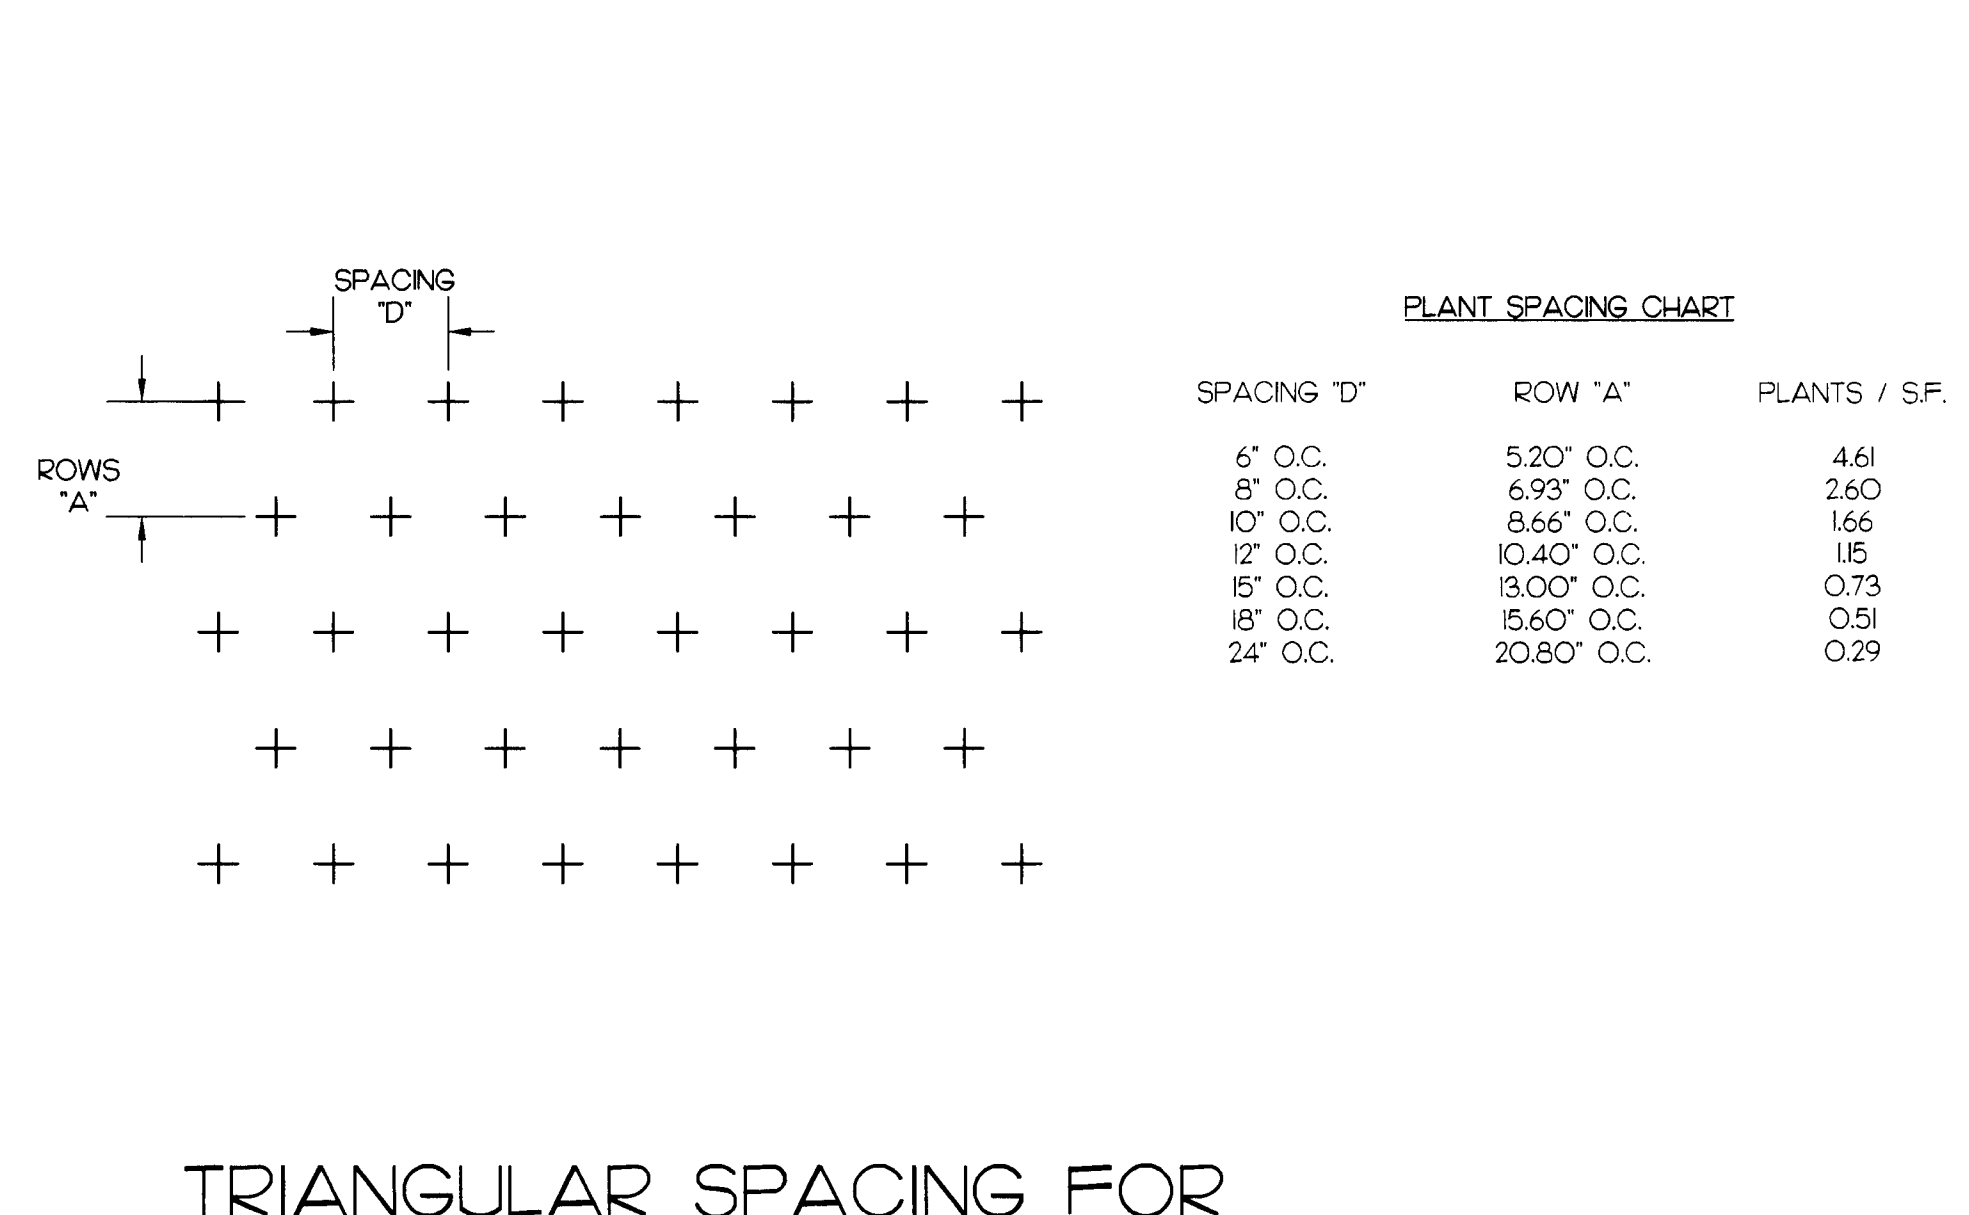 SPACING
"D"
ROWS
"A"
PLANT SPACING CHART
SPACING "D" ROW "A" PLANTS / S.F.
6" O.C. 5.20" O.C. 4.61
8" O.C. 6.93" O.C. 2.60
10" O.C. 8.66" O.C. 1.66
12" O.C. 10.40" O.C. 1.15
15" O.C. 13.00" O.C. 0.73
18" O.C. 15.60" O.C. 0.51
24" O.C. 20.80" O.C. 0.29
TRIANGULAR SPACING FOR